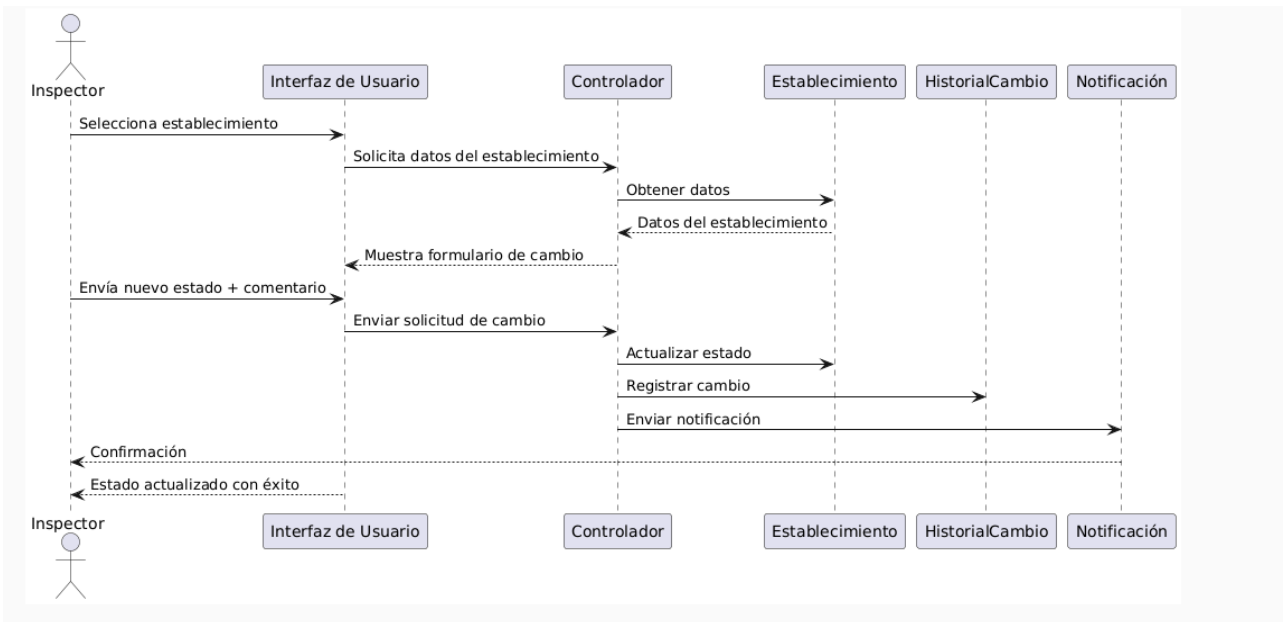 Inspector
Interfaz de Usuario
Controlador
Establecimiento
HistorialCambio
Notificación
Selecciona establecimiento
Solicita datos del establecimiento
Obtener datos
Datos del establecimiento
Muestra formulario de cambio
Envía nuevo estado + comentario
Enviar solicitud de cambio
Actualizar estado
Registrar cambio
Enviar notificación
Confirmación
Estado actualizado con éxito
Inspector
Interfaz de Usuario
Controlador
Establecimiento
HistorialCambio
Notificación